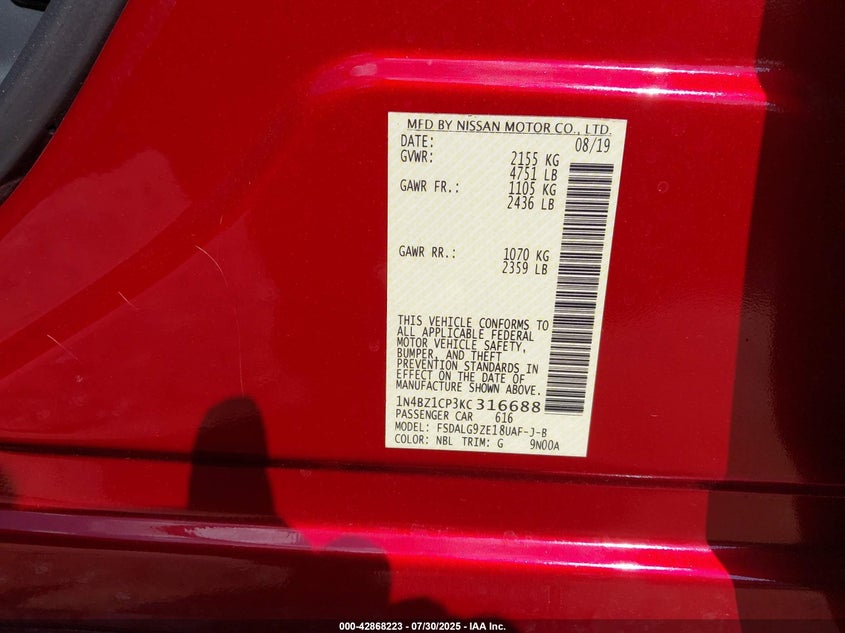 MFD BY NISSAN MOTOR CO., LTD.
DATE: 08/19
GVWR: 2155 KG
4751 LB
GAWR FR.: 1105 KG
2436 LB
GAWR RR.: 1070 KG
2359 LB
THIS VEHICLE CONFORMS TO
ALL APPLICABLE FEDERAL
MOTOR VEHICLE SAFETY,
BUMPER, AND THEFT
PREVENTION STANDARDS IN
EFFECT ON THE DATE OF
MANUFACTURE SHOWN ABOVE.
1N4BZ1CP3KC316688
PASSENGER CAR 616
MODEL: FSDALG9ZE18UAF-J-B
COLOR: NBL TRIM: G 9N00A
000-42868223 - 07/30/2025 - IAA Inc.